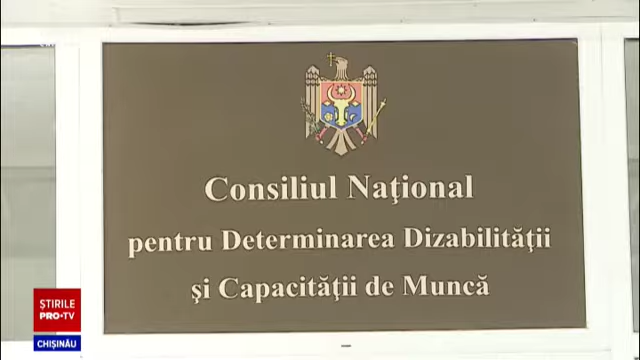 Consiliul Naţional
pentru Determinarea Dizabilităţii
şi Capacităţii de Muncă
ŞTIRILE
PRO•TV
CHIŞINĂU